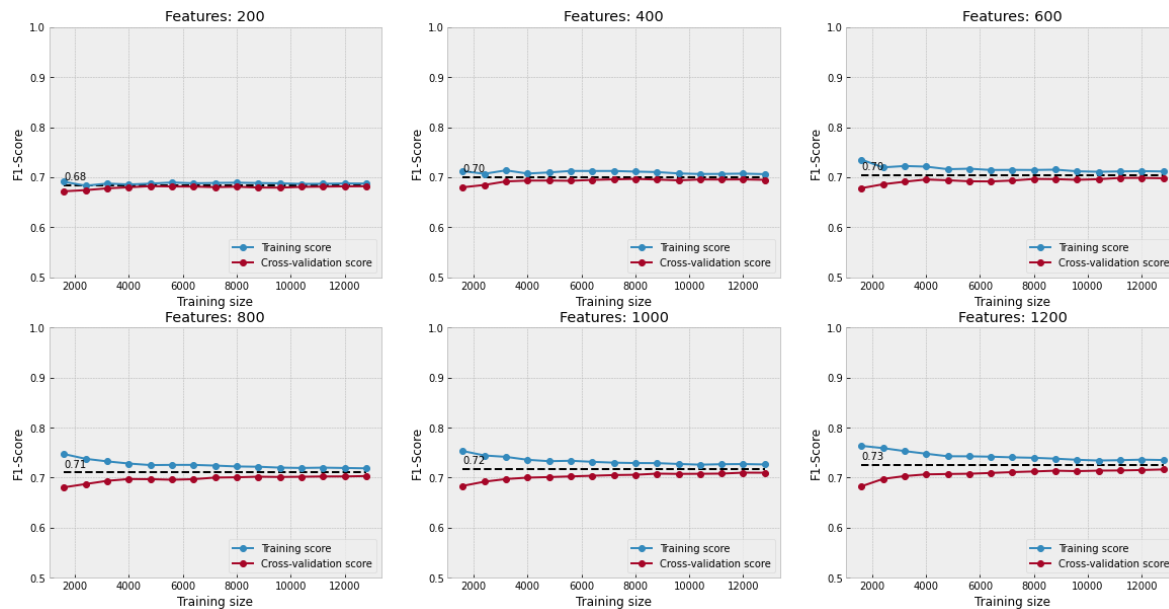 Features: 200
1.0
0.9
0.8
0.7
0.6
0.5
F1-Score
0.68
Training score
Cross-validation score
2000 4000 6000 8000 10000 12000
Training size
Features: 400
1.0
0.9
0.8
0.7
0.6
0.5
F1-Score
0.70
Training score
Cross-validation score
2000 4000 6000 8000 10000 12000
Training size
Features: 600
1.0
0.9
0.8
0.7
0.6
0.5
F1-Score
0.70
Training score
Cross-validation score
2000 4000 6000 8000 10000 12000
Training size
Features: 800
1.0
0.9
0.8
0.7
0.6
0.5
F1-Score
0.71
Training score
Cross-validation score
2000 4000 6000 8000 10000 12000
Training size
Features: 1000
1.0
0.9
0.8
0.7
0.6
0.5
F1-Score
0.72
Training score
Cross-validation score
2000 4000 6000 8000 10000 12000
Training size
Features: 1200
1.0
0.9
0.8
0.7
0.6
0.5
F1-Score
0.73
Training score
Cross-validation score
2000 4000 6000 8000 10000 12000
Training size